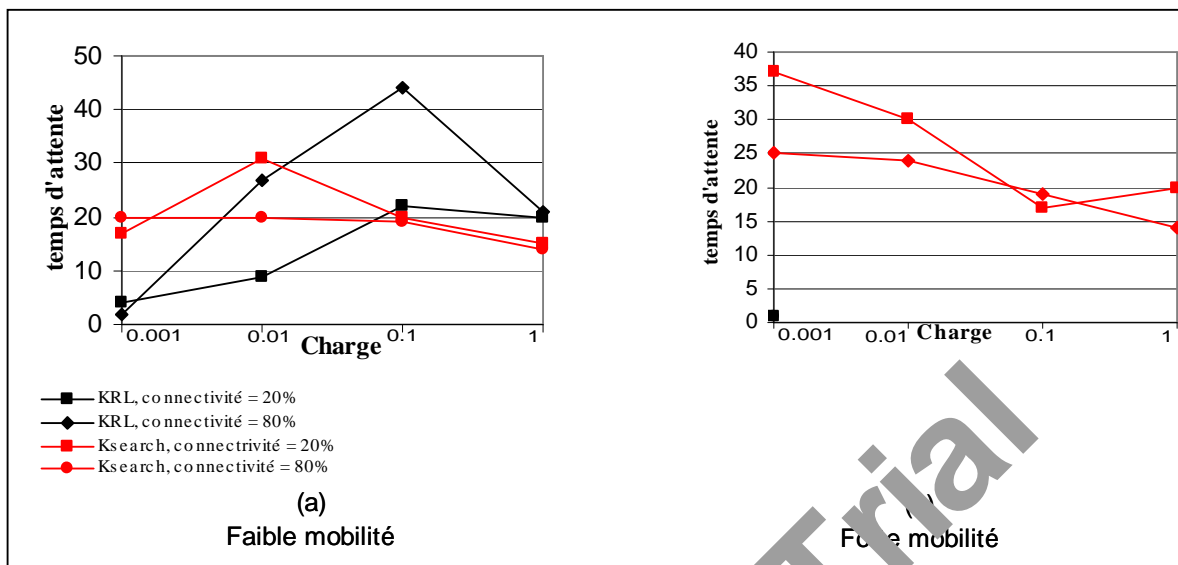 50
40
30
20
10
0
temps d'attente
0.001
0.01
0.1
1
Charge
KRL, connectivité = 20%
KRL, connectivité = 80%
Ksearch, connectrivité = 20%
Ksearch, connectivité = 80%
(a)
Faible mobilité
40
35
30
25
20
15
10
5
0
temps d'attente
0.001
0.01
Charge
0.1
1
mobilité
Trial